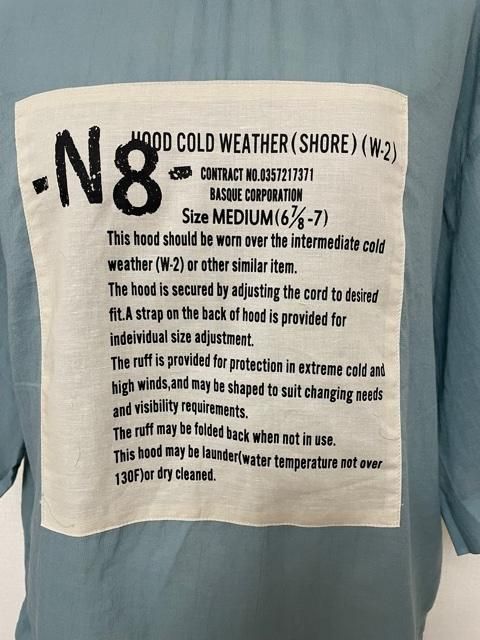 HOOD COLD WEATHER (SHORE) (W-2)
-N8-
CONTRACT NO.0357217371
BASQUE CORPORATION
Size MEDIUM (6 7/8 -7)
This hood should be worn over the intermediate cold
weather (W-2) or other similar item.
The hood is secured by adjusting the cord to desired
fit.A strap on the back of hood is provided for
indeividual size adjustment.
The ruff is provided for protection in extreme cold and
high winds,and may be shaped to suit changing needs
and visibility requirements.
The ruff may be folded back when not in use.
This hood may be launder(water temperature not over
130F)or dry cleaned.